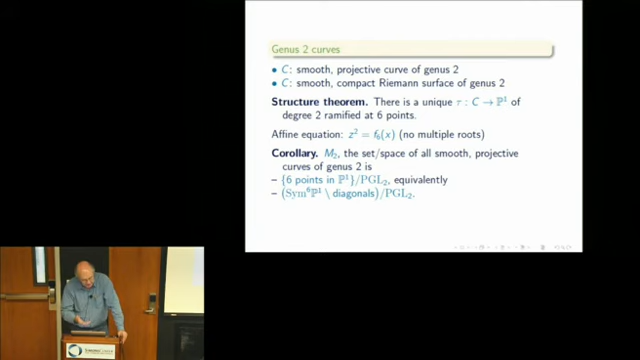 Genus 2 curves
• C: smooth, projective curve of genus 2
• C: smooth, compact Riemann surface of genus 2
Structure theorem. There is a unique τ : C → ℙ¹ of
degree 2 ramified at 6 points.
Affine equation: z² = f₆(x) (no multiple roots)
Corollary. M₂, the set/space of all smooth, projective
curves of genus 2 is
– {6 points in ℙ¹}/PGL₂, equivalently
– (Sym⁶ℙ¹ \ diagonals)/PGL₂.